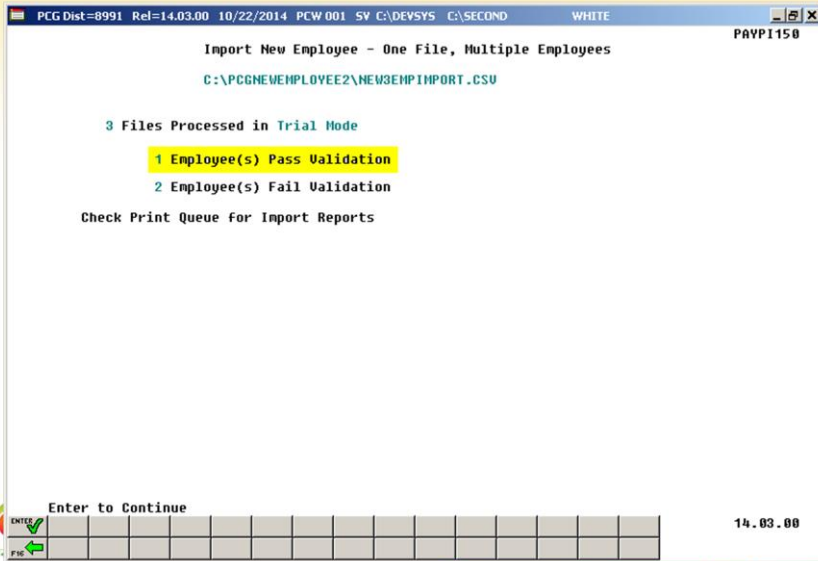 PCG Dist=8991 Rel=14.03.00 10/22/2014 PCW 001 SV C:\DEVSYS C:\SECOND WHITE
PAYPI150
Import New Employee - One File, Multiple Employees
C:\PCGNEWEMPLOYEE2\NEW3EMPIMPORT.CSV
3 Files Processed in Trial Mode
1 Employee(s) Pass Validation
2 Employee(s) Fail Validation
Check Print Queue for Import Reports
Enter to Continue
ENTER
14.03.00
F16